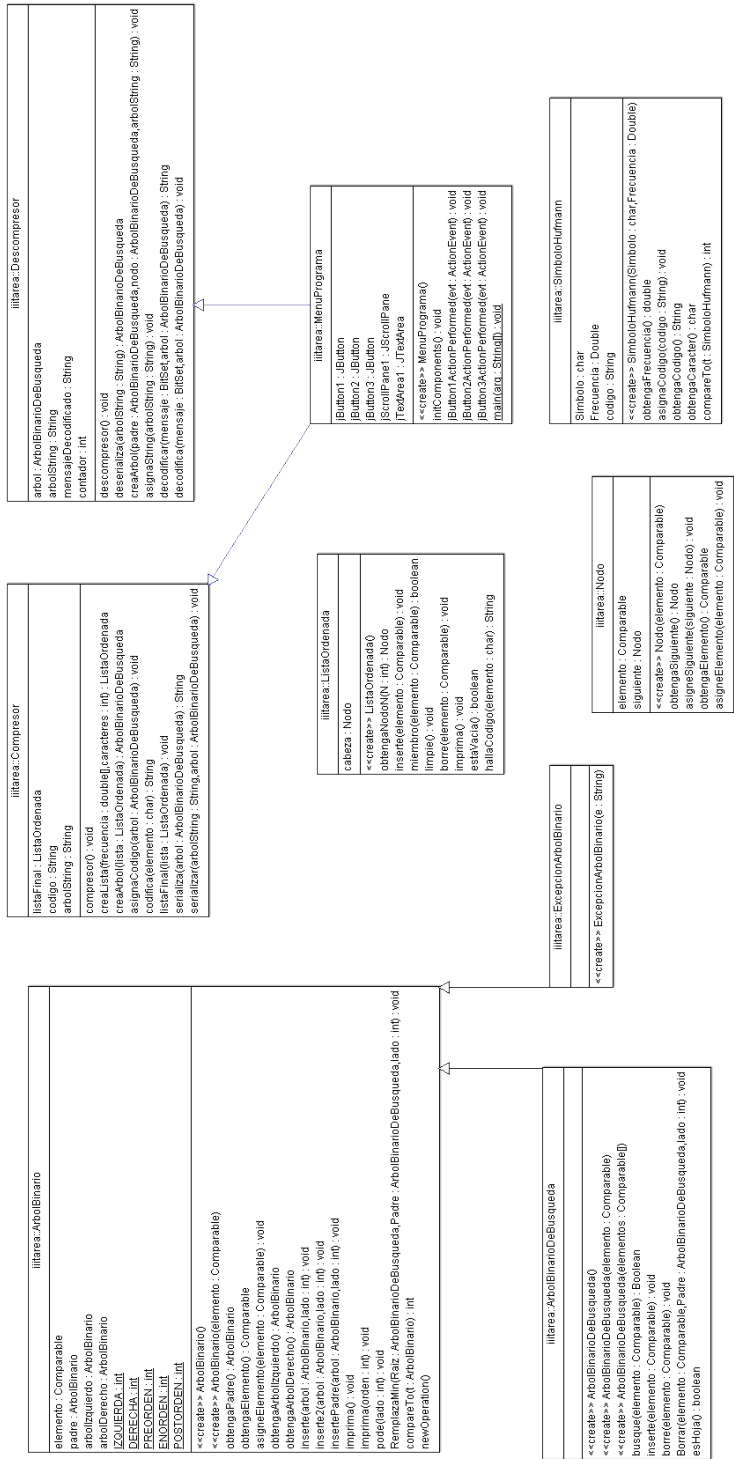 iiitarea::ArbolBinario
elemento : Comparable
padre : ArbolBinario
arbolIzquierdo : ArbolBinario
arbolDerecho : ArbolBinario
IZQUIERDA : int
DERECHA : int
PREORDEN : int
ENORDEN : int
POSTORDEN : int
<<create>> ArbolBinario()
<<create>> ArbolBinario(elemento : Comparable)
obtengaPadre() : ArbolBinario
obtengaElemento() : Comparable
asigneElemento(elemento : Comparable) : void
obtengaArbolIzquierdo() : ArbolBinario
obtengaArbolDerecho() : ArbolBinario
inserte(arbol : ArbolBinario,lado : int) : void
inserte2(arbol : ArbolBinario,lado : int) : void
insertePadre(arbol : ArbolBinario,lado : int) : void
imprima() : void
imprima(orden : int) : void
pode(lado : int) : void
RemplazaMin(Raiz : ArbolBinarioDeBusqueda,Padre : ArbolBinarioDeBusqueda,lado : int) : void
compareTo(t : ArbolBinario) : int
newOperation()
iiitarea::Compresor
listaFinal : ListaOrdenada
codigo : String
arbolString : String
compresor() : void
creaLista(frecuencia : double[],caracteres : int) : ListaOrdenada
creaArbol(lista : ListaOrdenada) : ArbolBinarioDeBusqueda
asignaCodigo(arbol : ArbolBinarioDeBusqueda) : void
codifica(elemento : char) : String
listaFinal(lista : ListaOrdenada) : void
serializa(arbol : ArbolBinarioDeBusqueda) : String
serializar(arbolString : String,arbol : ArbolBinarioDeBusqueda) : void
iiitarea::Descompresor
arbol : ArbolBinarioDeBusqueda
arbolString : String
mensajeDecodificado : String
contador : int
descompresor() : void
deserializa(arbolString : String) : ArbolBinarioDeBusqueda
creaArbol(padre : ArbolBinarioDeBusqueda,nodo : ArbolBinarioDeBusqueda,arbolString : String) : void
asignaString(arbolString : String) : void
decodificar(mensaje : BitSet,arbol : ArbolBinarioDeBusqueda) : String
decodifica(mensaje : BitSet,arbol : ArbolBinarioDeBusqueda) : void
iiitarea::ListaOrdenada
cabeza : Nodo
<<create>> ListaOrdenada()
obtengaNodoN(N : int) : Nodo
inserte(elemento : Comparable) : void
miembro(elemento : Comparable) : boolean
limpie() : void
borre(elemento : Comparable) : void
imprima() : void
estaVacia() : boolean
hallaCodigo(elemento : char) : String
iiitarea::MenuPrograma
jButton1 : JButton
jButton2 : JButton
jButton3 : JButton
jScrollPane1 : JScrollPane
jTextArea1 : JTextArea
<<create>> MenuPrograma()
initComponents() : void
jButton1ActionPerformed(evt : ActionEvent) : void
jButton2ActionPerformed(evt : ActionEvent) : void
jButton3ActionPerformed(evt : ActionEvent) : void
main(arg : String[]) : void
iiitarea::ArbolBinarioDeBusqueda
<<create>> ArbolBinarioDeBusqueda()
<<create>> ArbolBinarioDeBusqueda(elemento : Comparable)
<<create>> ArbolBinarioDeBusqueda(elementos : Comparable[])
busque(elemento : Comparable) : Boolean
inserte(elemento : Comparable) : void
borre(elemento : Comparable) : void
Borrar(elemento : Comparable,Padre : ArbolBinarioDeBusqueda,lado : int) : void
esHoja() : boolean
iiitarea::ExcepcionArbolBinario
<<create>> ExcepcionArbolBinario(e : String)
iiitarea::Nodo
elemento : Comparable
siguiente : Nodo
<<create>> Nodo(elemento : Comparable)
obtengaSiguiente() : Nodo
asigneSiguiente(siguiente : Nodo) : void
obtengaElemento() : Comparable
asigneElemento(elemento : Comparable) : void
iiitarea::SimboloHufmann
Simbolo : char
Frecuencia : Double
codigo : String
<<create>> SimboloHufmann(Simbolo : char,Frecuencia : Double)
obtengaFrecuencia() : double
asignaCodigo(codigo : String) : void
obtengaCodigo() : String
obtengaCaracter() : char
compareTo(t : SimboloHufmann) : int